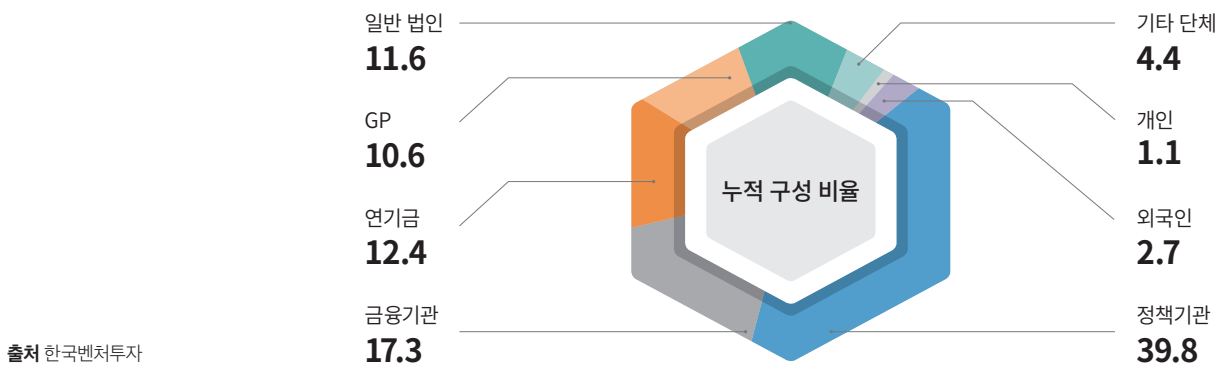 일반 법인
11.6
GP
10.6
연기금
12.4
금융기관
17.3
누적 구성 비율
기타 단체
4.4
개인
1.1
외국인
2.7
정책기관
39.8
출처 한국벤처투자